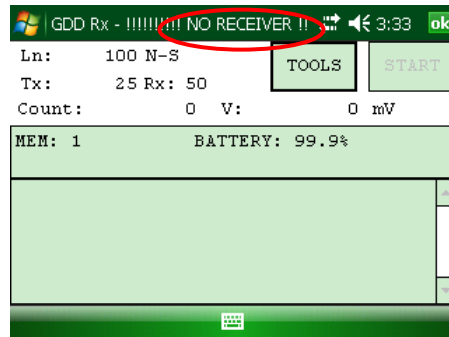 GDD Rx - !!!!!!!!!! NO RECEIVER !! 3:33 ok
Ln: 100 N-S TOOLS START
Tx: 25 Rx: 50
Count: 0 V: 0 mV
MEM: 1 BATTERY: 99.9%